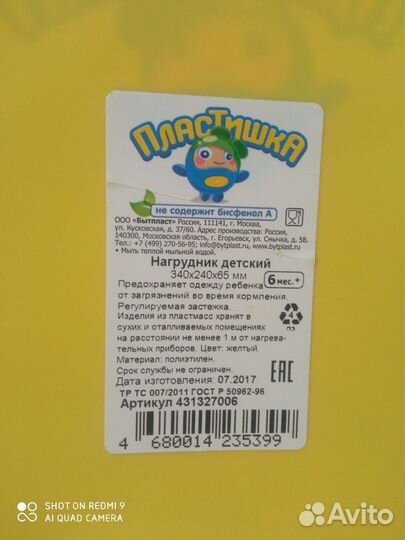 ПЛАСТИШКА
не содержит бисфенол А
ООО «Бытпласт» Россия, 111141, г. Москва,
ул. Кусковская, д. 37/60. Адрес производства: Россия,
140300, Московская область, г. Егорьевск, ул. Смычка, д. 58.
Тел.: +7 (499) 270-56-95; info@bytplast.ru; www.bytplast.ru
• Мыть теплой мыльной водой.
Нагрудник детский
340х240х65 мм
6 мес.+
Предохраняет одежду ребенка
от загрязнений во время кормления.
Регулируемая застежка.
Изделия из пластмасс хранят в
сухих и отапливаемых помещениях
на расстоянии не менее 1 м от нагрева-
тельных приборов. Цвет: желтый.
4
ПЭ
Материал: полиэтилен.
Срок службы не ограничен.
Дата изготовления 07.2017
ЕАС
ТР ТС 007/2011 ГОСТ Р 50962-96
Артикул 431327006
4 680014 235399
SHOT ON REDMI 9
AI QUAD CAMERA
Avito